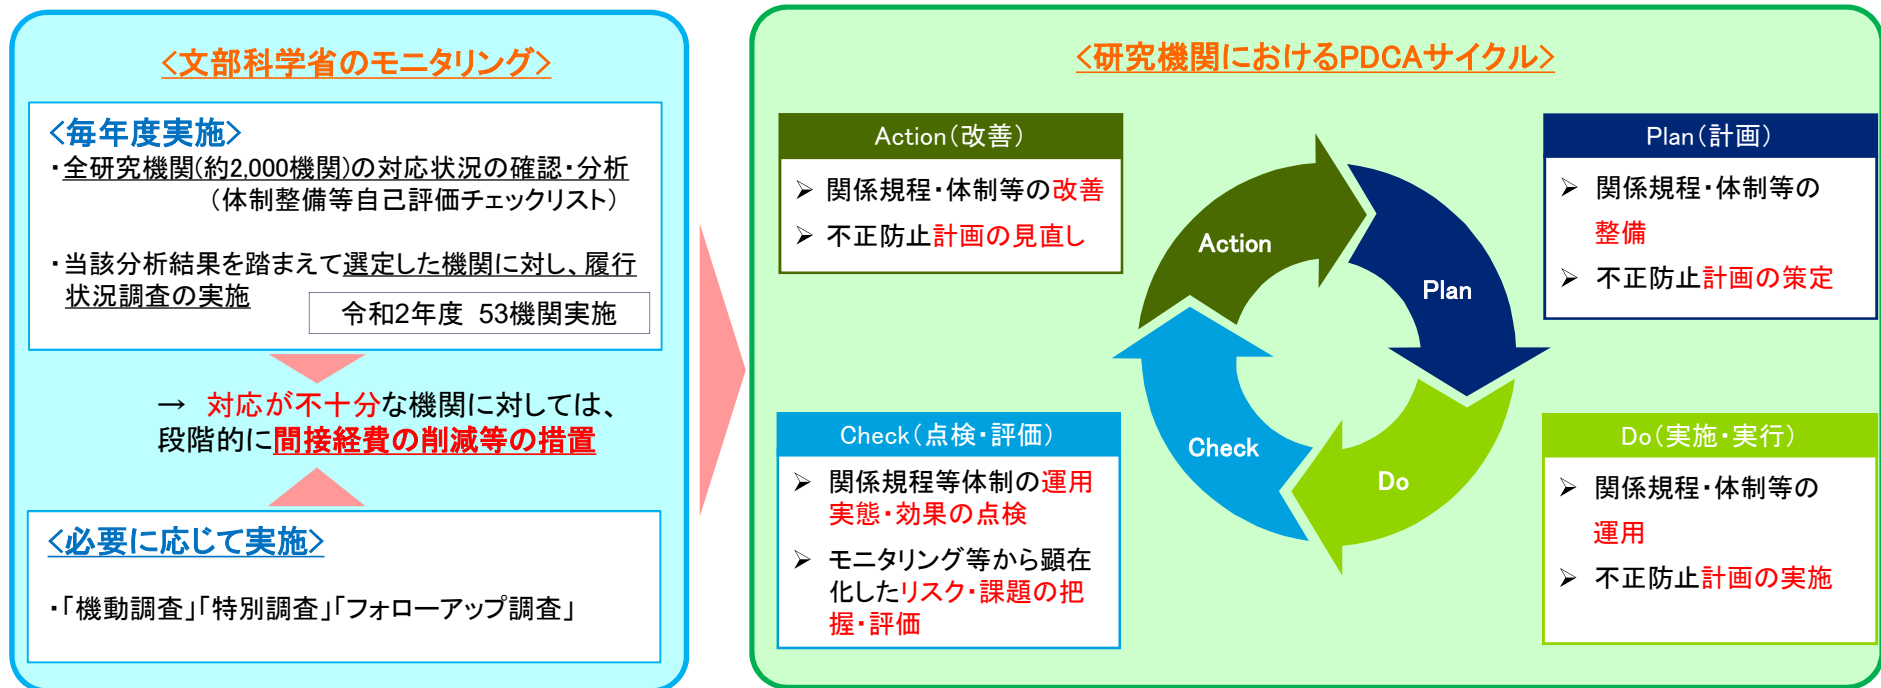 <文部科学省のモニタリング>
<毎年度実施>
・全研究機関(約2,000機関)の対応状況の確認・分析
（体制整備等自己評価チェックリスト）
・当該分析結果を踏まえて選定した機関に対し、履行
状況調査の実施
令和2年度 53機関実施
→ 対応が不十分な機関に対しては、
段階的に間接経費の削減等の措置
<必要に応じて実施>
・「機動調査」「特別調査」「フォローアップ調査」
<研究機関におけるPDCAサイクル>
Action（改善）
➢ 関係規程・体制等の改善
➢ 不正防止計画の見直し
Plan（計画）
➢ 関係規程・体制等の
整備
➢ 不正防止計画の策定
Action
Plan
Check
Do
Check（点検・評価）
➢ 関係規程等体制の運用
実態・効果の点検
➢ モニタリング等から顕在
化したリスク・課題の把
握・評価
Do（実施・実行）
➢ 関係規程・体制等の
運用
➢ 不正防止計画の実施